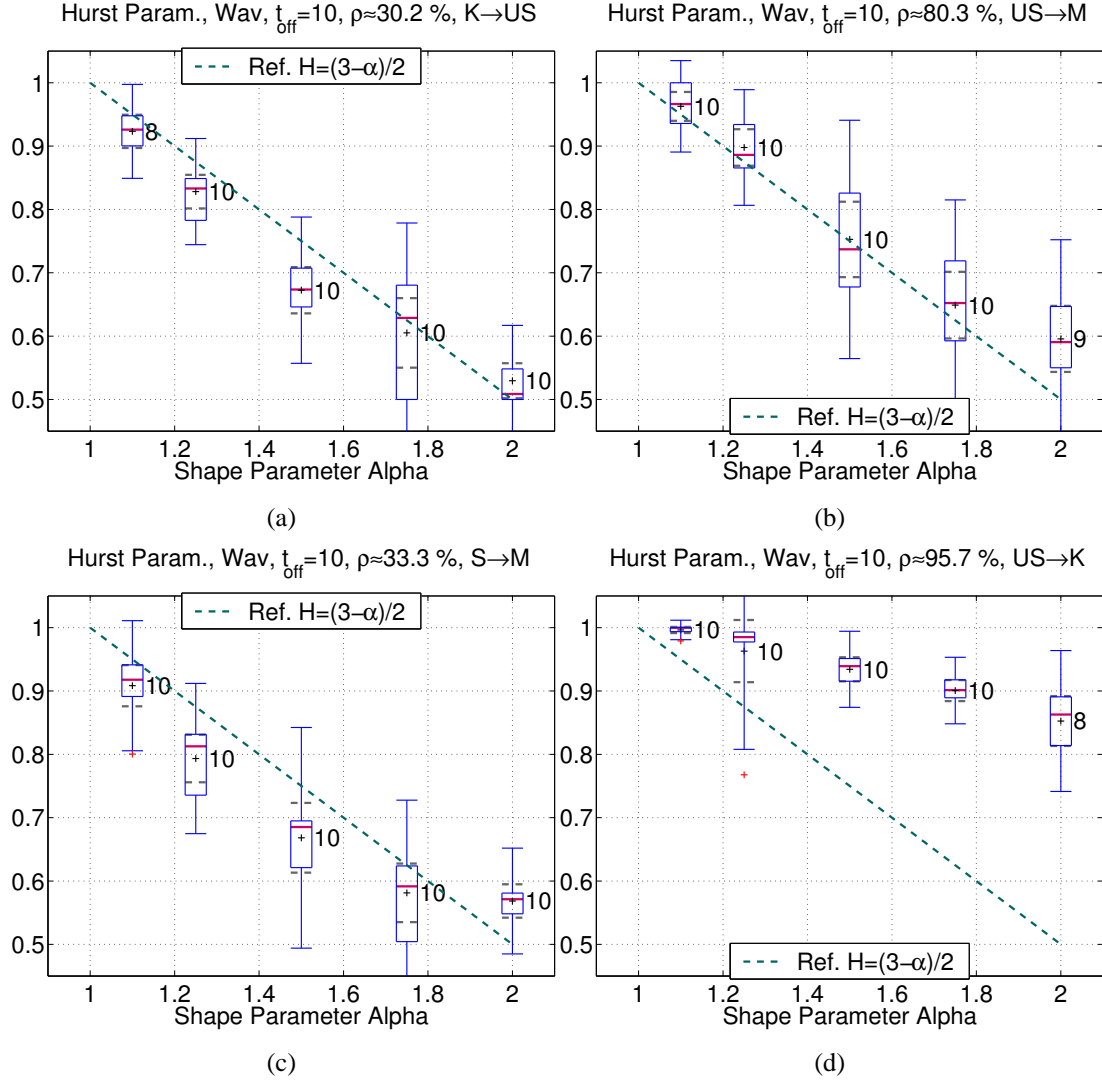 Hurst Param., Wav, t_off=10, ρ≈30.2 %, K→US
Ref. H=(3−α)/2
1
0.9
0.8
0.7
0.6
0.5
8
10
10
10
10
1 1.2 1.4 1.6 1.8 2
Shape Parameter Alpha
(a)
Hurst Param., Wav, t_off=10, ρ≈80.3 %, US→M
1
0.9
0.8
0.7
0.6
0.5
10
10
10
10
9
Ref. H=(3−α)/2
1 1.2 1.4 1.6 1.8 2
Shape Parameter Alpha
(b)
Hurst Param., Wav, t_off=10, ρ≈33.3 %, S→M
Ref. H=(3−α)/2
1
0.9
0.8
0.7
0.6
0.5
10
10
10
10
10
1 1.2 1.4 1.6 1.8 2
Shape Parameter Alpha
(c)
Hurst Param., Wav, t_off=10, ρ≈95.7 %, US→K
1
0.9
0.8
0.7
0.6
0.5
10
10
10
10
8
Ref. H=(3−α)/2
1 1.2 1.4 1.6 1.8 2
Shape Parameter Alpha
(d)